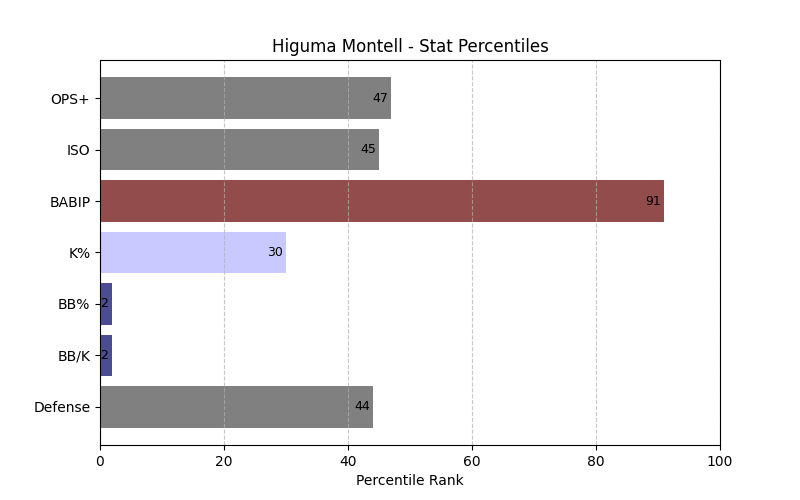 Higuma Montell - Stat Percentiles
OPS+
47
ISO
45
BABIP
91
K%
30
BB%
2
BB/K
2
Defense
44
0 20 40 60 80 100
Percentile Rank